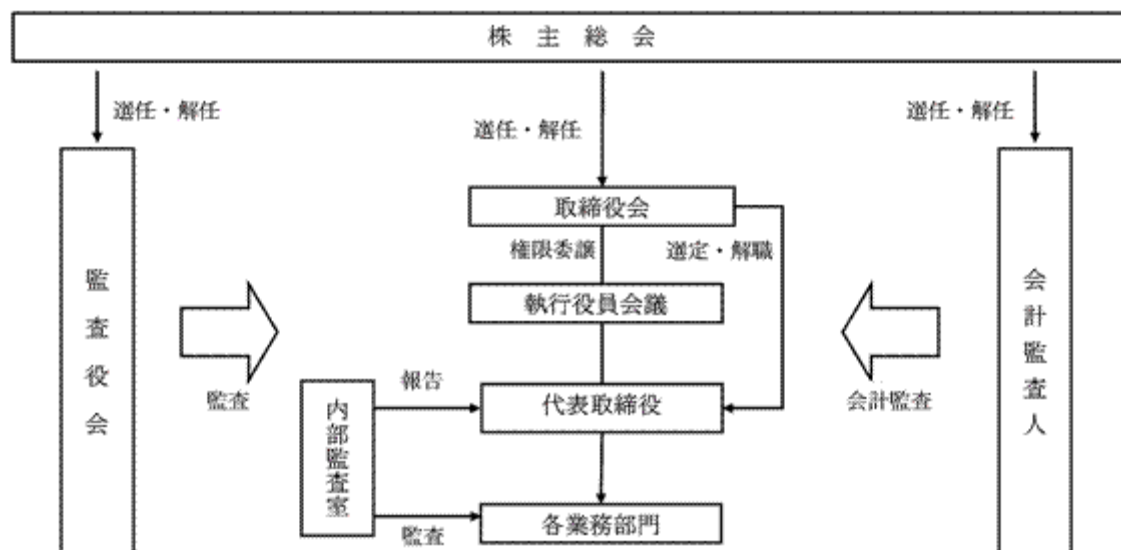 株主総会
選任・解任
選任・解任
選任・解任
取締役会
権限委譲
選定・解職
執行役員会議
監査役会
監査
会計監査人
会計監査
報告
代表取締役
内部監査室
監査
各業務部門